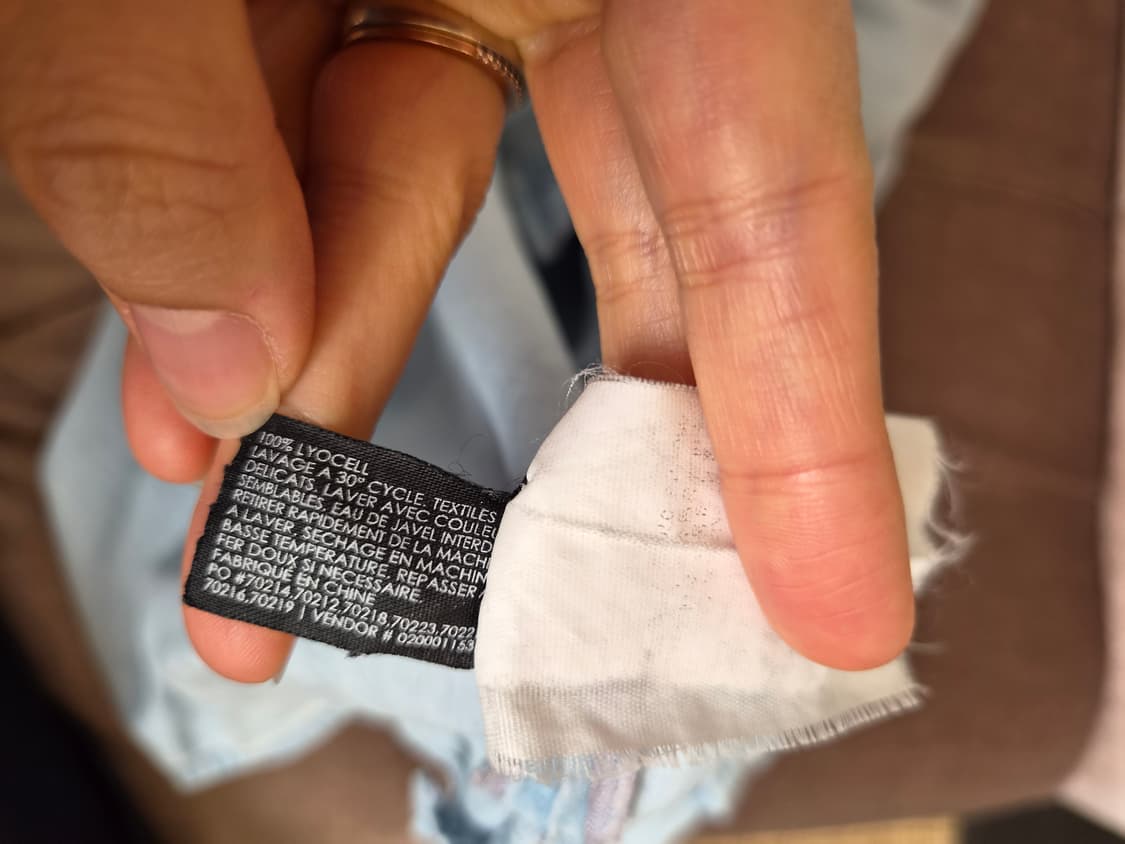 100% LYOCELL
LAVAGE A 30° CYCLE, TEXTILES
DELICATS, LAVER AVEC
SEMBLABLES, EAU DE JAVEL
RETIRER RAPIDEMENT DE LA
A LAVER, SECHAGE EN
BASSE TEMPERATURE, REPASSER
FER DOUX SI NECESSAIRE
FABRIQUE EN CHINE
PO #70214,70212,70218,70223,
70216,70219 | VENDOR #